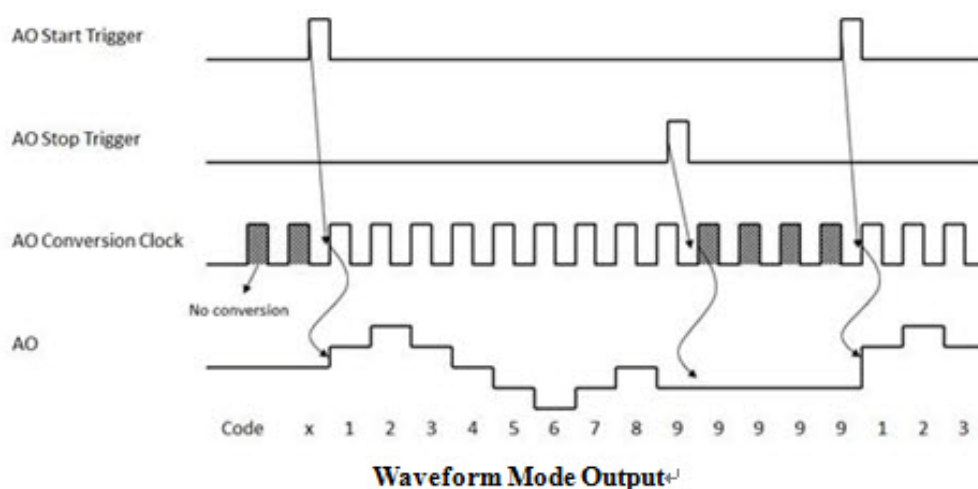 AO Start Trigger
AO Stop Trigger
AO Conversion Clock
No conversion
AO
Code x 1 2 3 4 5 6 7 8 9 9 9 9 9 1 2 3
Waveform Mode Output↵